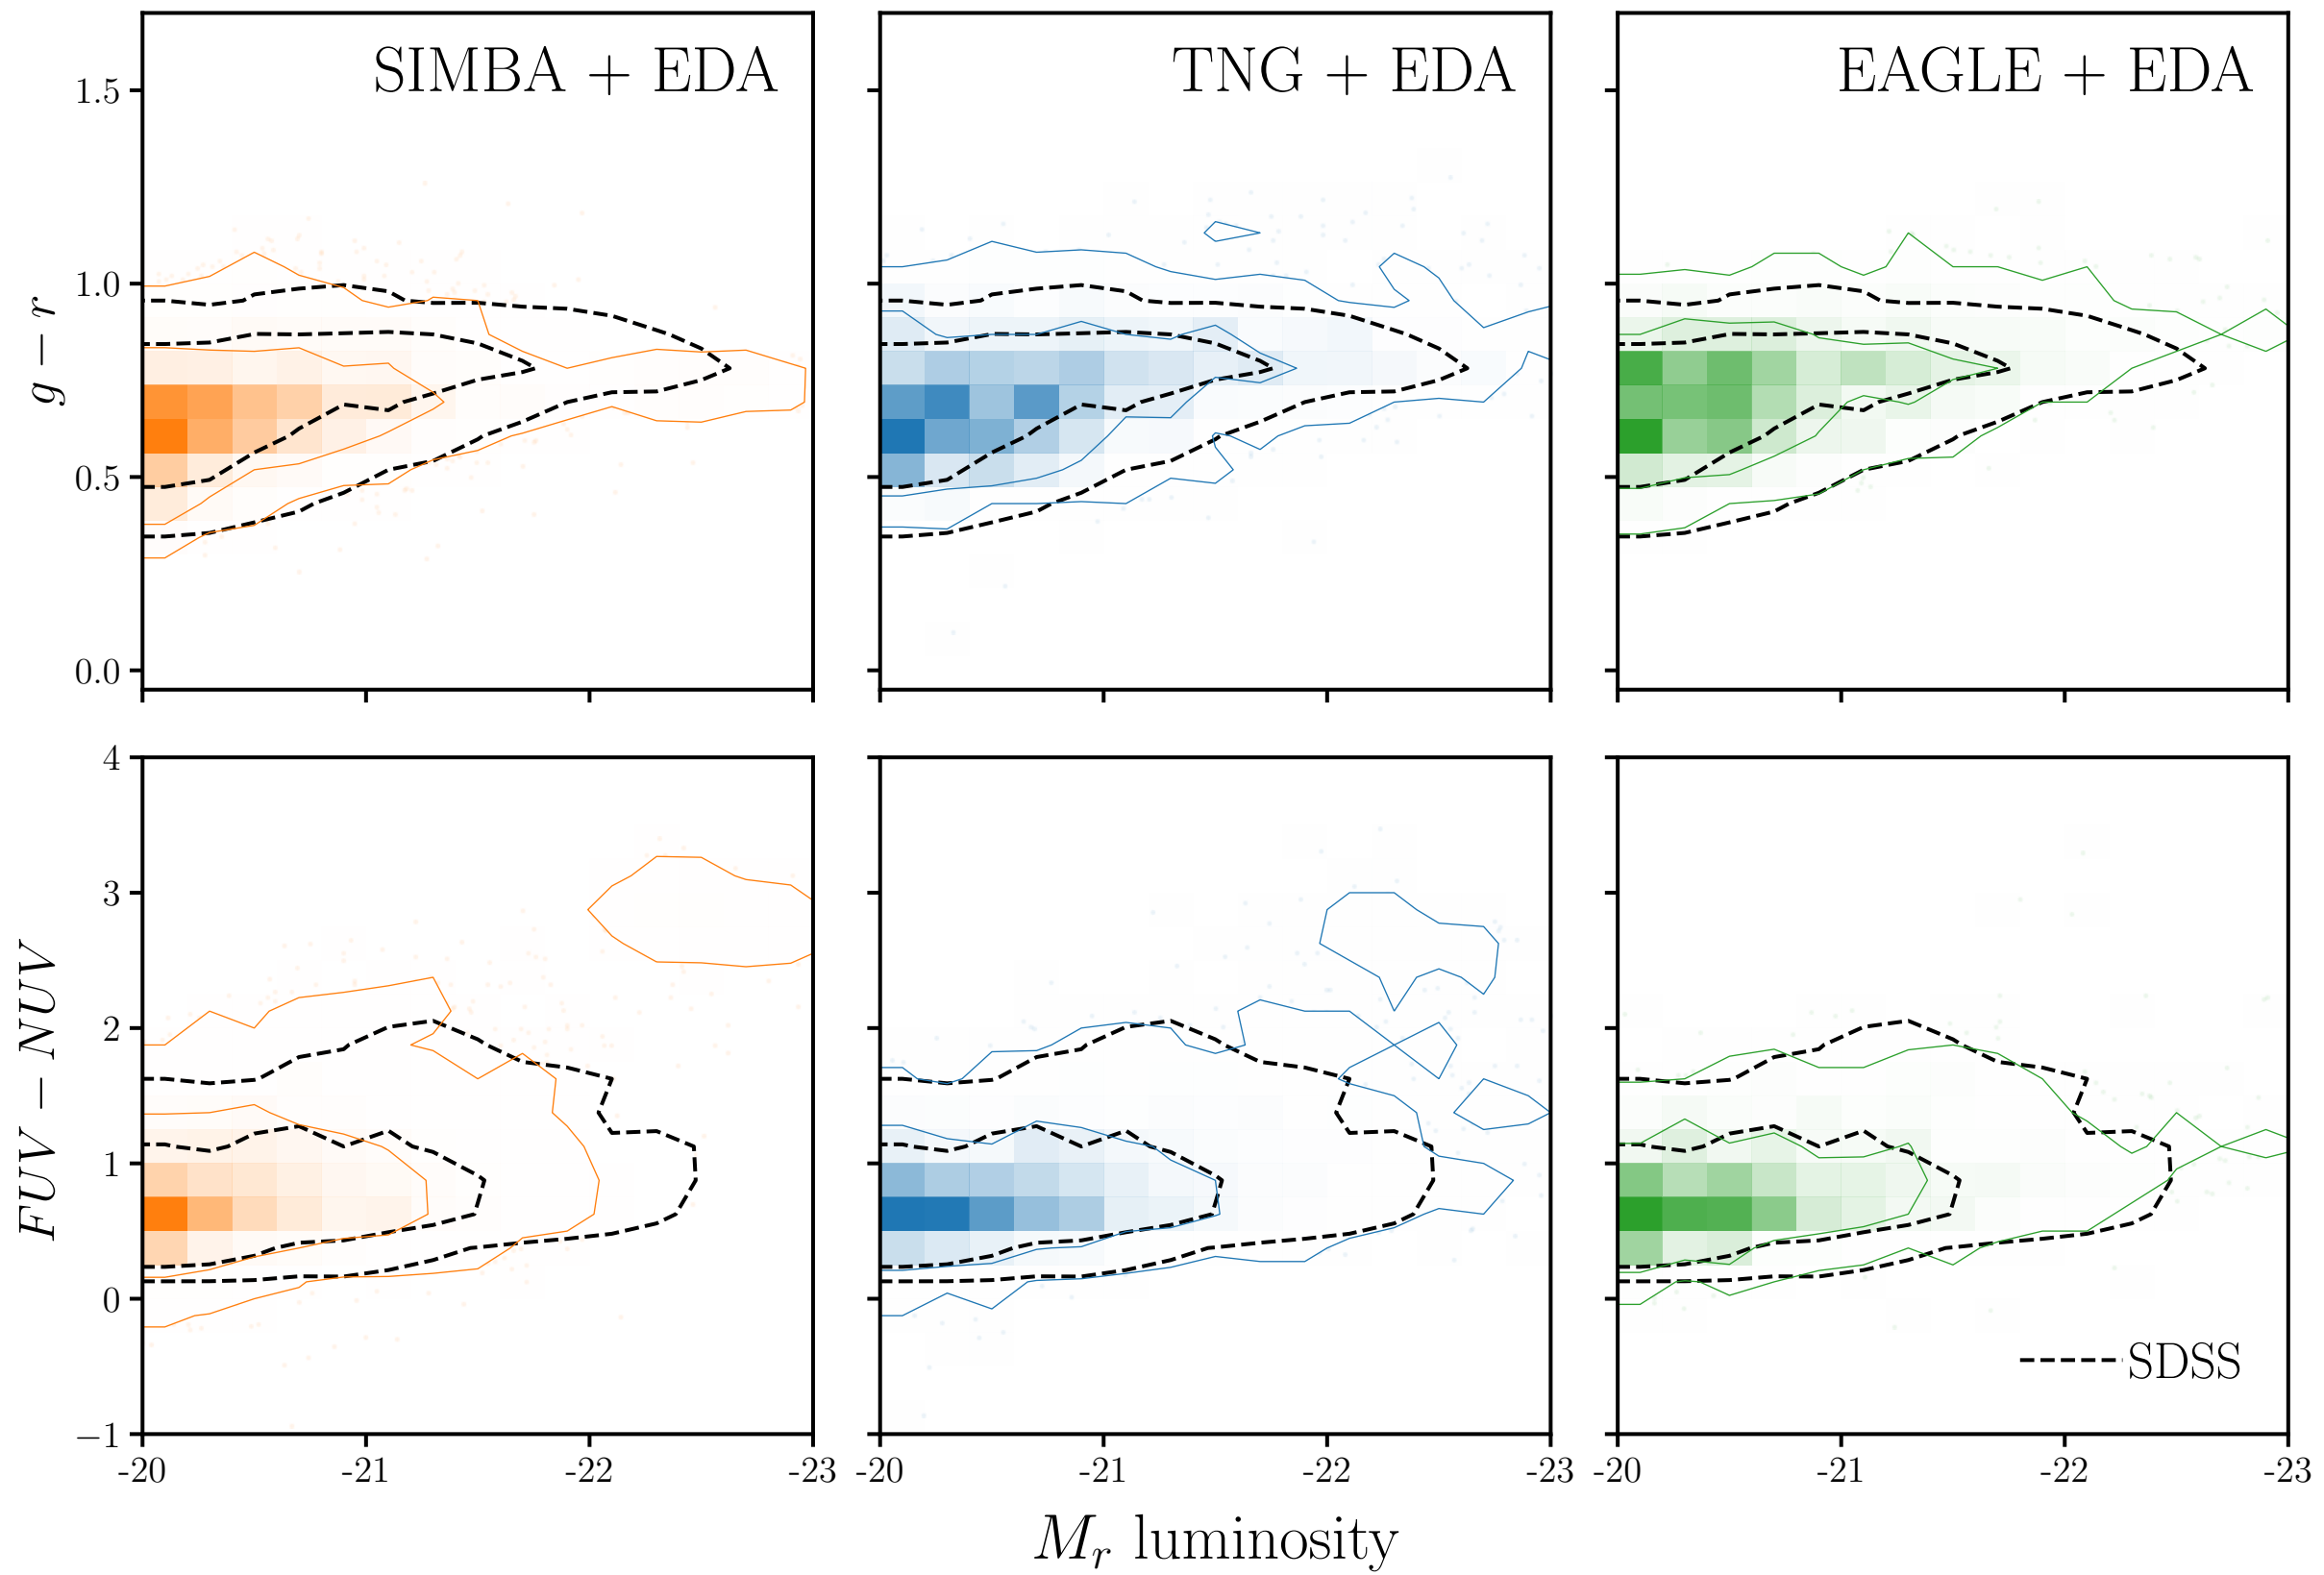 SIMBA + EDA
TNG + EDA
EAGLE + EDA
1.5
1.0
0.5
0.0
g − r
4
3
2
1
0
−1
FUV − NUV
SDSS
-20 -21 -22 -23
-20 -21 -22 -23
-20 -21 -22 -23
M_r luminosity